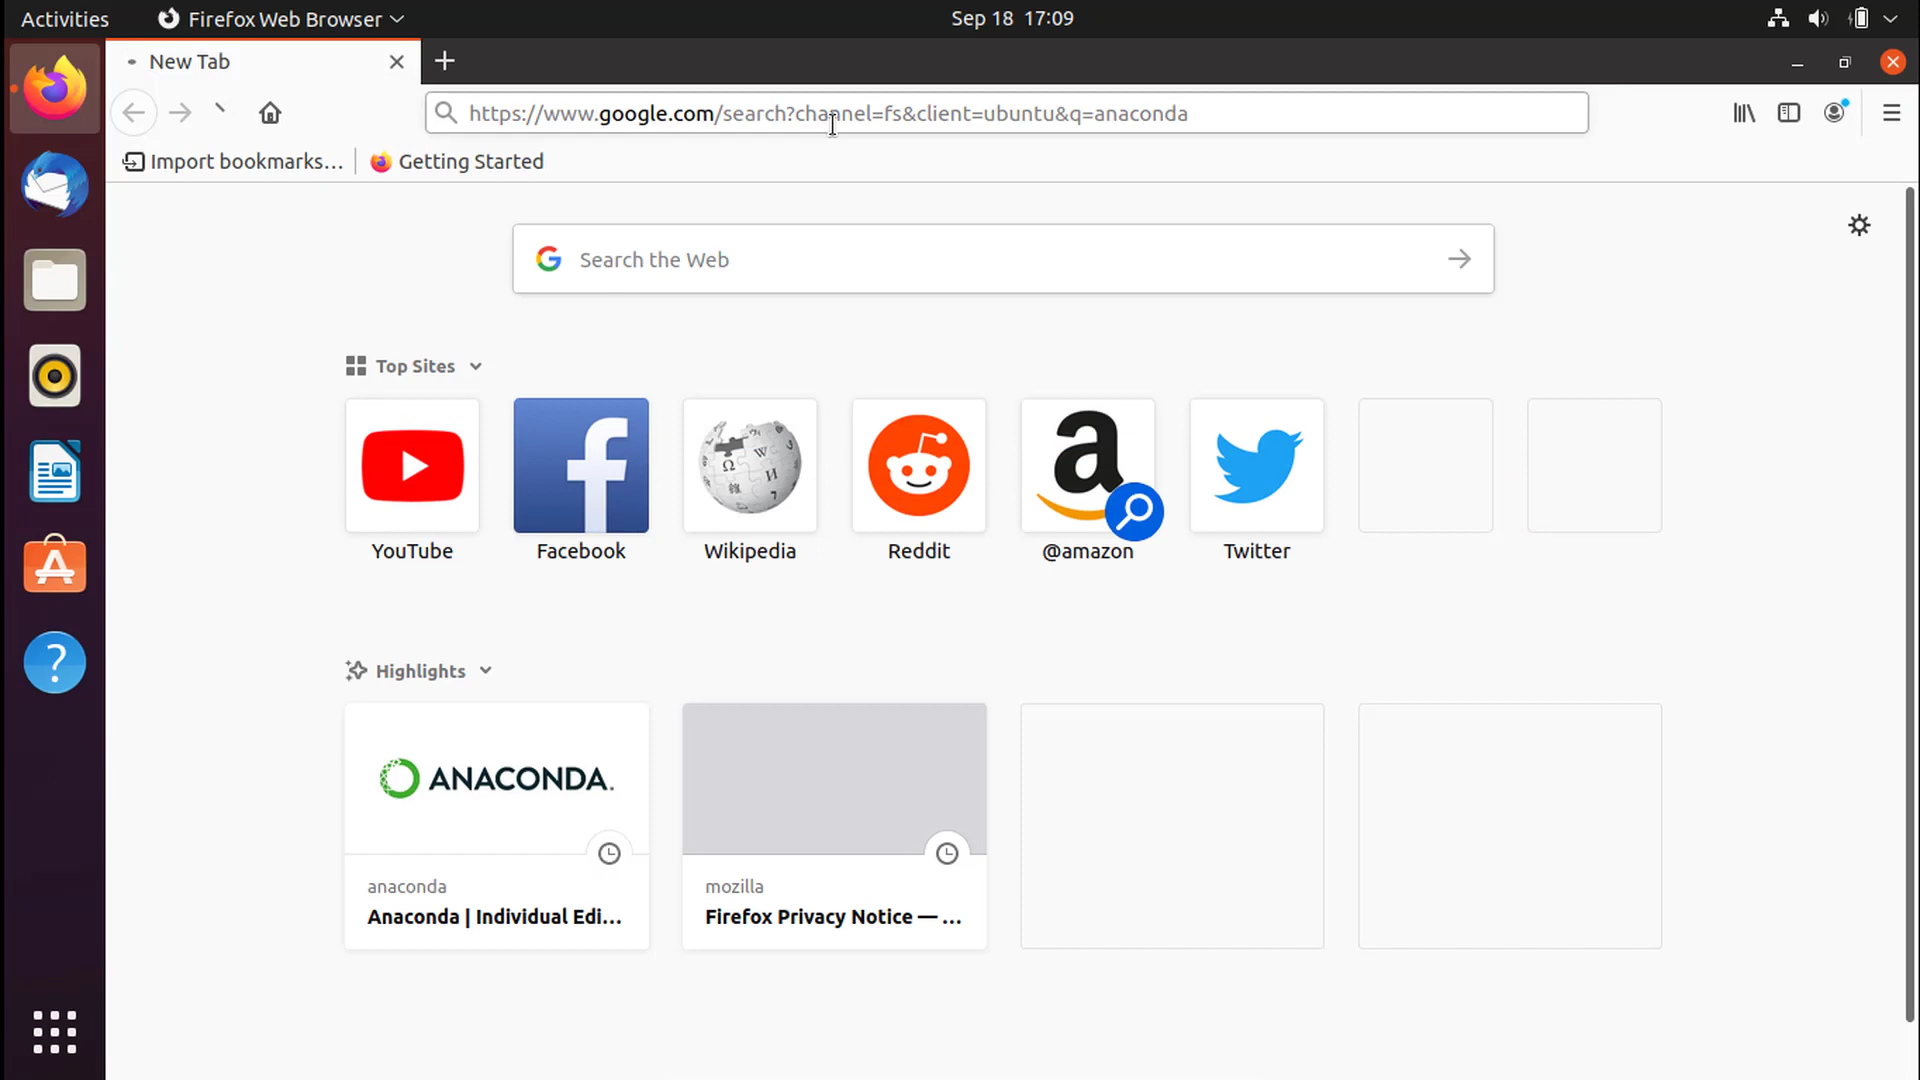 Activities
Firefox Web Browser
Sep 18 17:09
New Tab
https://www.google.com/search?channel=fs&client=ubuntu&q=anaconda
Import bookmarks...
Getting Started
Search the Web
Top Sites
YouTube
Facebook
Wikipedia
Reddit
@amazon
Twitter
Highlights
ANACONDA.
anaconda
Anaconda | Individual Edi...
mozilla
Firefox Privacy Notice — ...